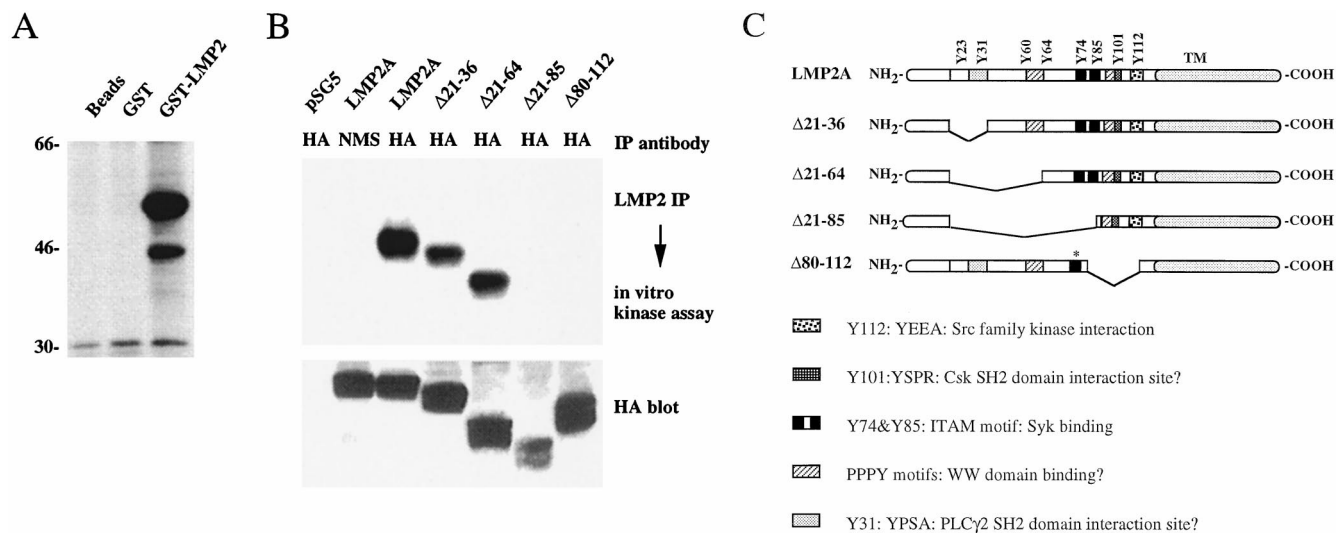 A
Beads
GST
GST-LMP2
66-
46-
30-
B
pSG5
LMP2A
LMP2A
Δ21-36
Δ21-64
Δ21-85
Δ80-112
HA NMS HA HA HA HA HA IP antibody
LMP2 IP
in vitro
kinase assay
HA blot
C
Y23
Y31
Y60
Y64
Y74
Y85
Y101
Y112
TM
LMP2A NH2- -COOH
Δ21-36 NH2- -COOH
Δ21-64 NH2- -COOH
Δ21-85 NH2- -COOH
*
Δ80-112 NH2- -COOH
Y112: YEEA: Src family kinase interaction
Y101:YSPR: Csk SH2 domain interaction site?
Y74&Y85: ITAM motif: Syk binding
PPPY motifs: WW domain binding?
Y31: YPSA: PLCγ2 SH2 domain interaction site?